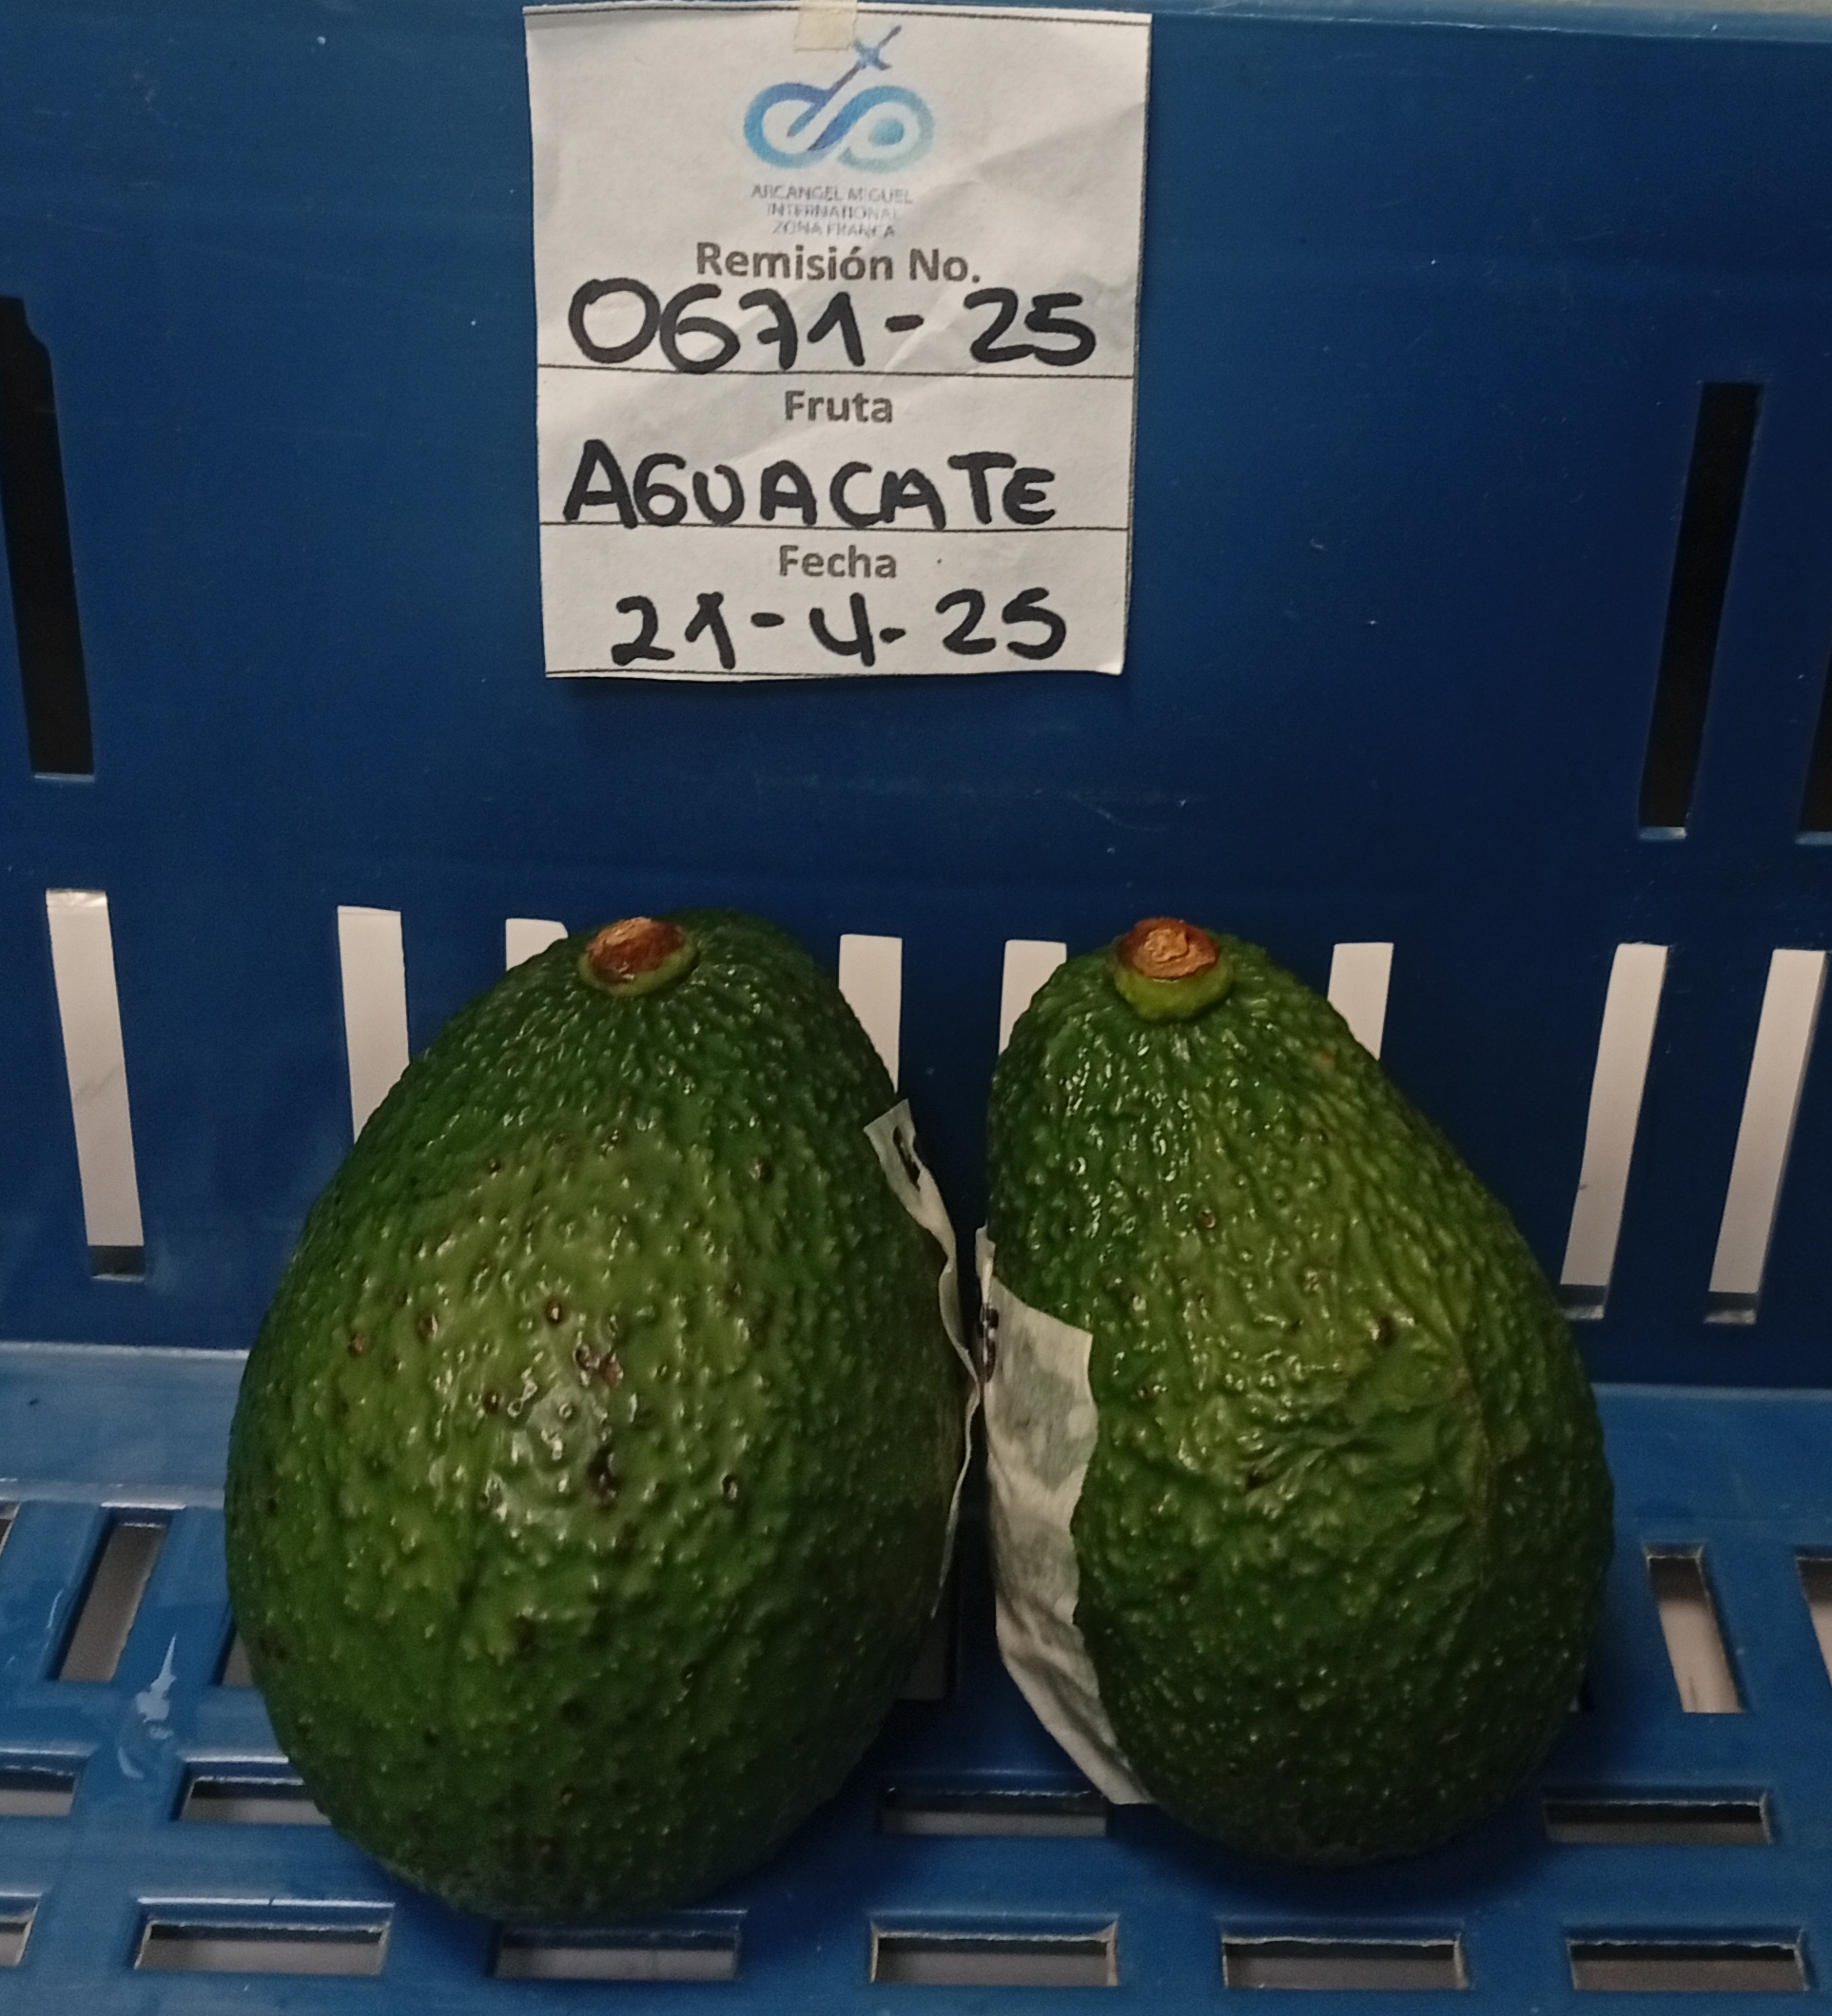 ARCANGEL MIGUEL
INTERNATIONAL
ZONA FRANCA
Remisión No.
0671-25
Fruta
AGUACATE
Fecha
21-4-25